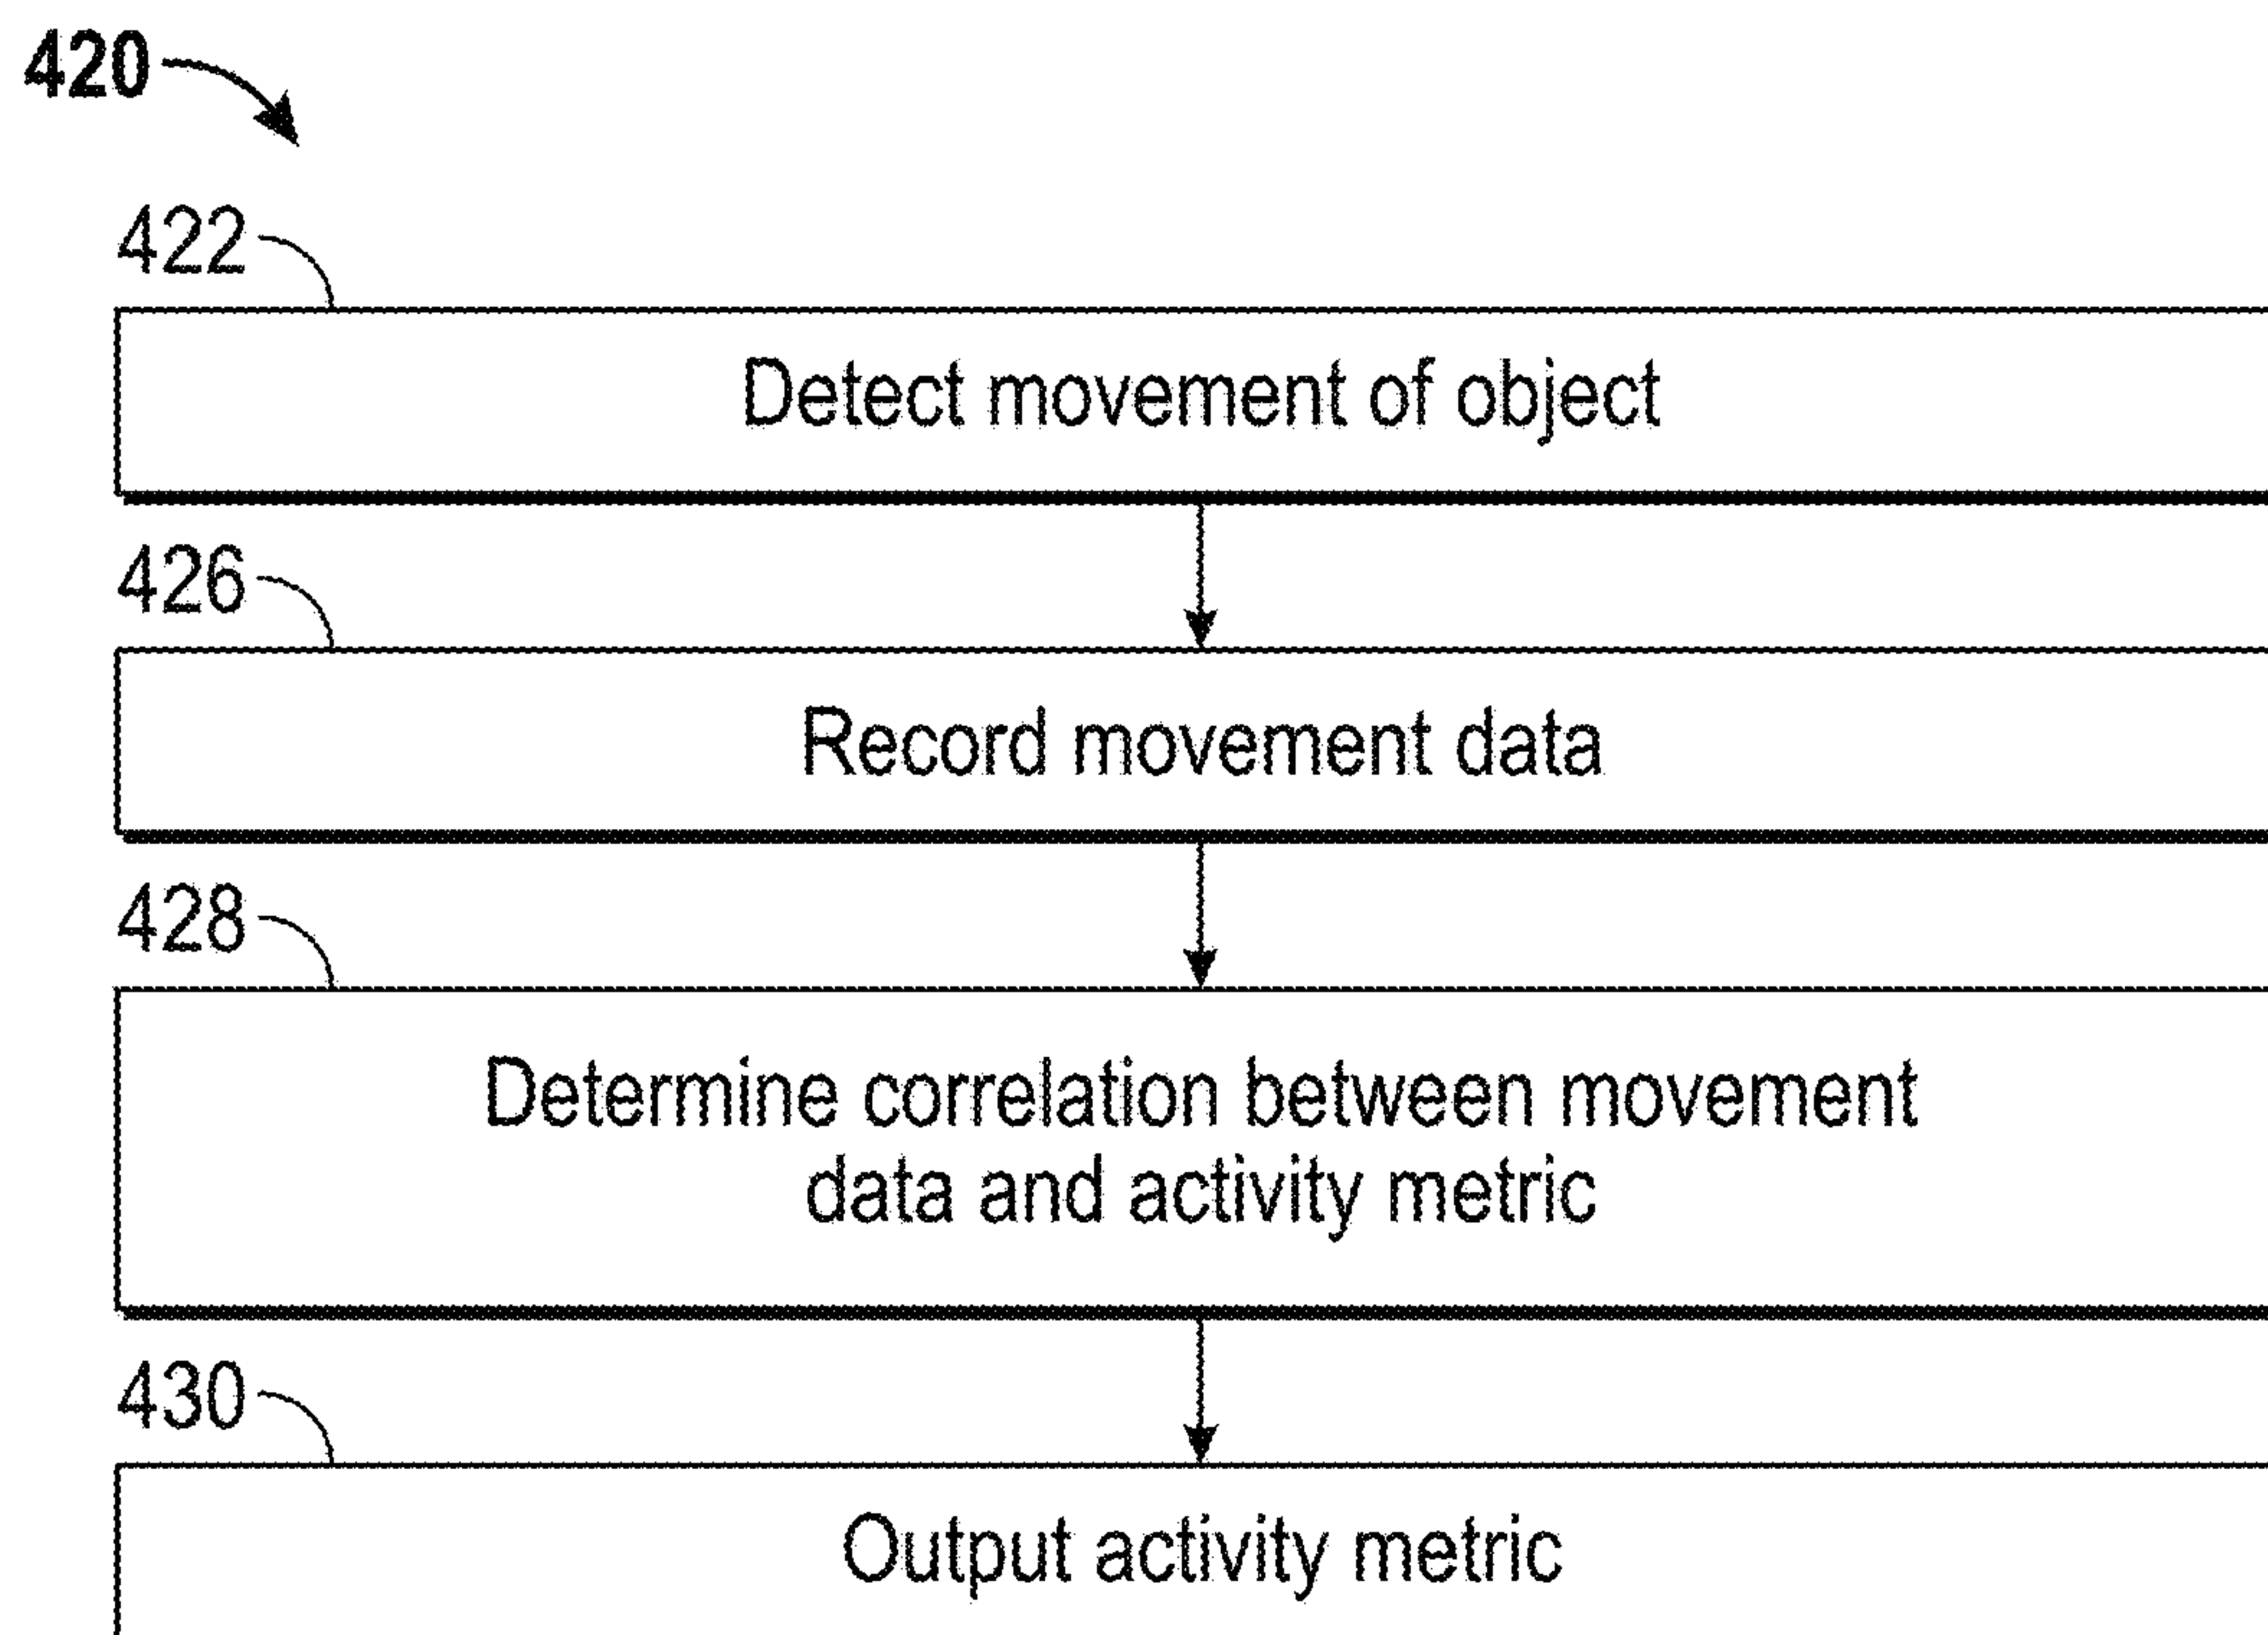 420
422
Detect movement of object
426
Record movement data
428
Determine correlation between movement
data and activity metric
430
Output activity metric